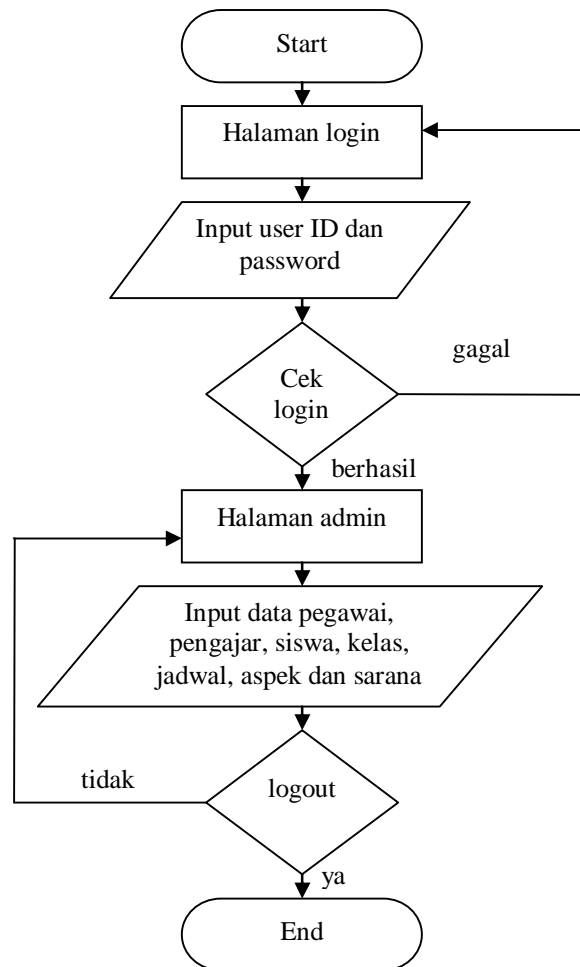 Start
Halaman login
Input user ID dan
password
gagal
Cek
login
berhasil
Halaman admin
Input data pegawai,
pengajar, siswa, kelas,
jadwal, aspek dan sarana
tidak
logout
ya
End